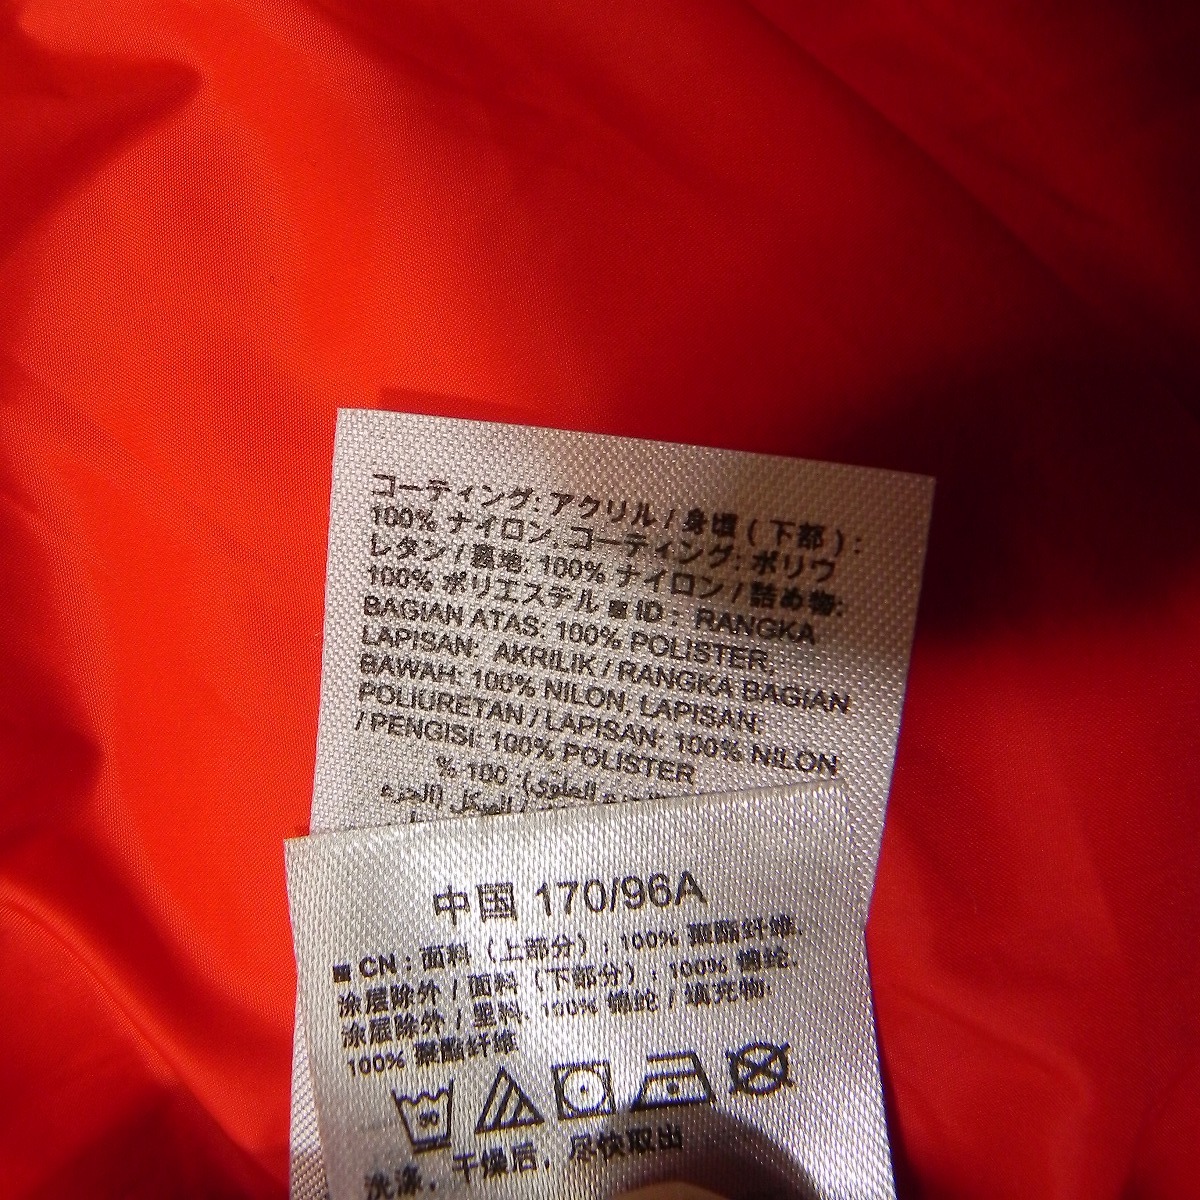 コーティング: アクリル / 身頃 ( 下部 ):
100% ナイロン, コーティング: ポリウ
レタン / 裏地: 100% ナイロン / 詰め物:
100% ポリエステル ■ ID : RANGKA
BAGIAN ATAS: 100% POLISTER,
LAPISAN: AKRILIK / RANGKA BAGIAN
BAWAH: 100% NILON, LAPISAN:
POLIURETAN / LAPISAN: 100% NILON
/ PENGISI: 100% POLISTER
% 100
中国 170/96A
■ CN : 面料 (上部分) : 100% 聚酯纤维.
涂层除外 / 面料 (下部分) : 100% 锦纶.
涂层除外 / 里料: 100% 锦纶 / 填充物:
100% 聚酯纤维
洗涤, 干燥后, 尽快取出